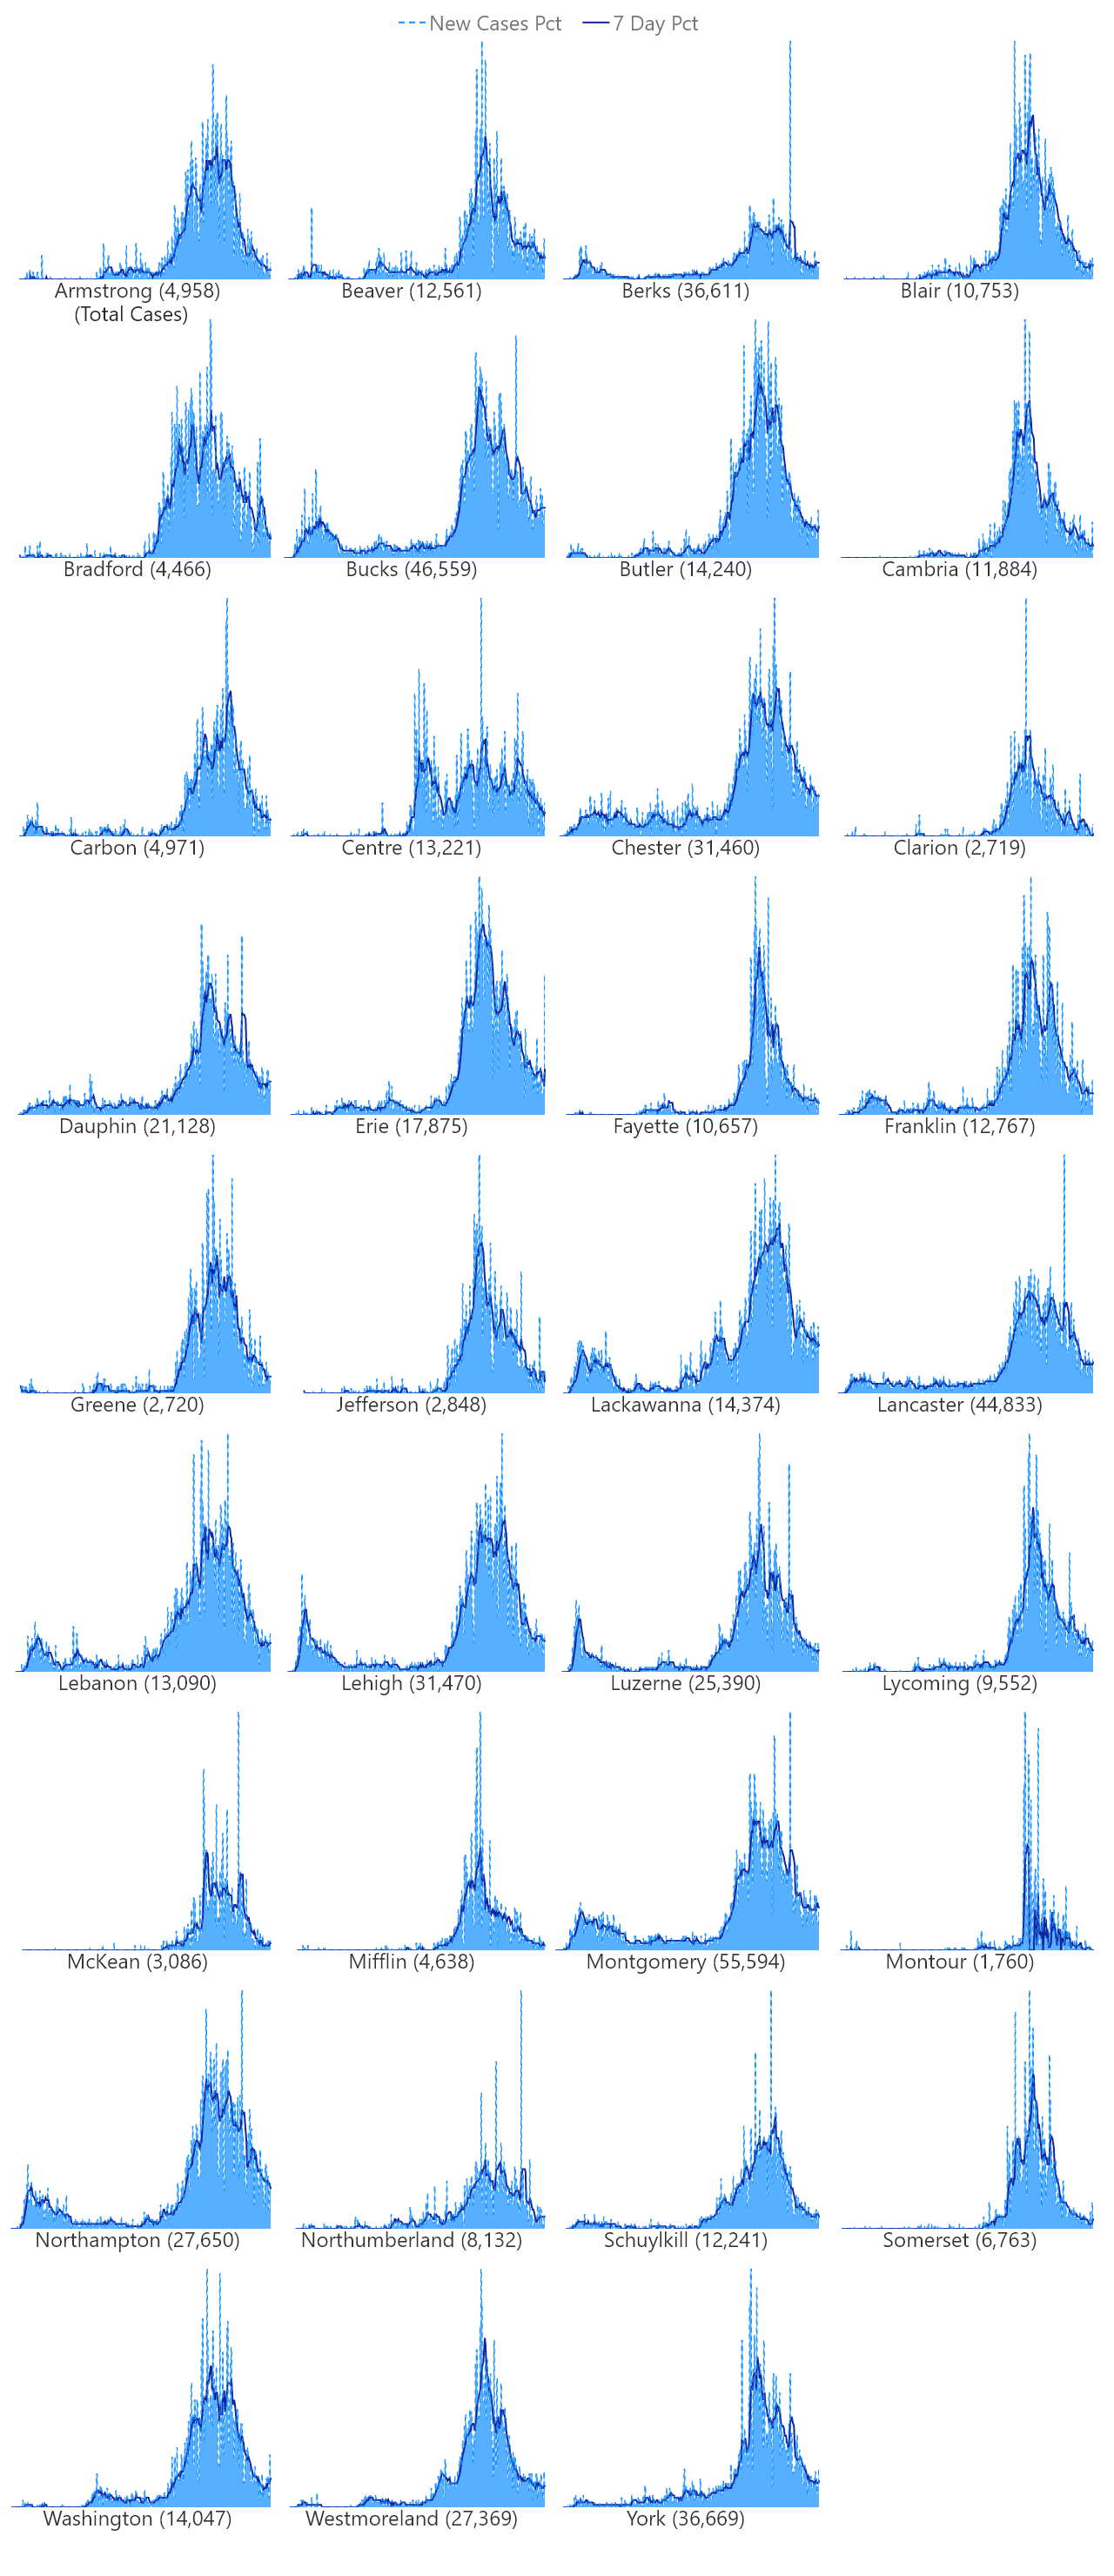 New Cases Pct 7 Day Pct
Armstrong (4,958) Beaver (12,561) Berks (36,611) Blair (10,753)
(Total Cases)
Bradford (4,466) Bucks (46,559) Butler (14,240) Cambria (11,884)
Carbon (4,971) Centre (13,221) Chester (31,460) Clarion (2,719)
Dauphin (21,128) Erie (17,875) Fayette (10,657) Franklin (12,767)
Greene (2,720) Jefferson (2,848) Lackawanna (14,374) Lancaster (44,833)
Lebanon (13,090) Lehigh (31,470) Luzerne (25,390) Lycoming (9,552)
McKean (3,086) Mifflin (4,638) Montgomery (55,594) Montour (1,760)
Northampton (27,650) Northumberland (8,132) Schuylkill (12,241) Somerset (6,763)
Washington (14,047) Westmoreland (27,369) York (36,669)